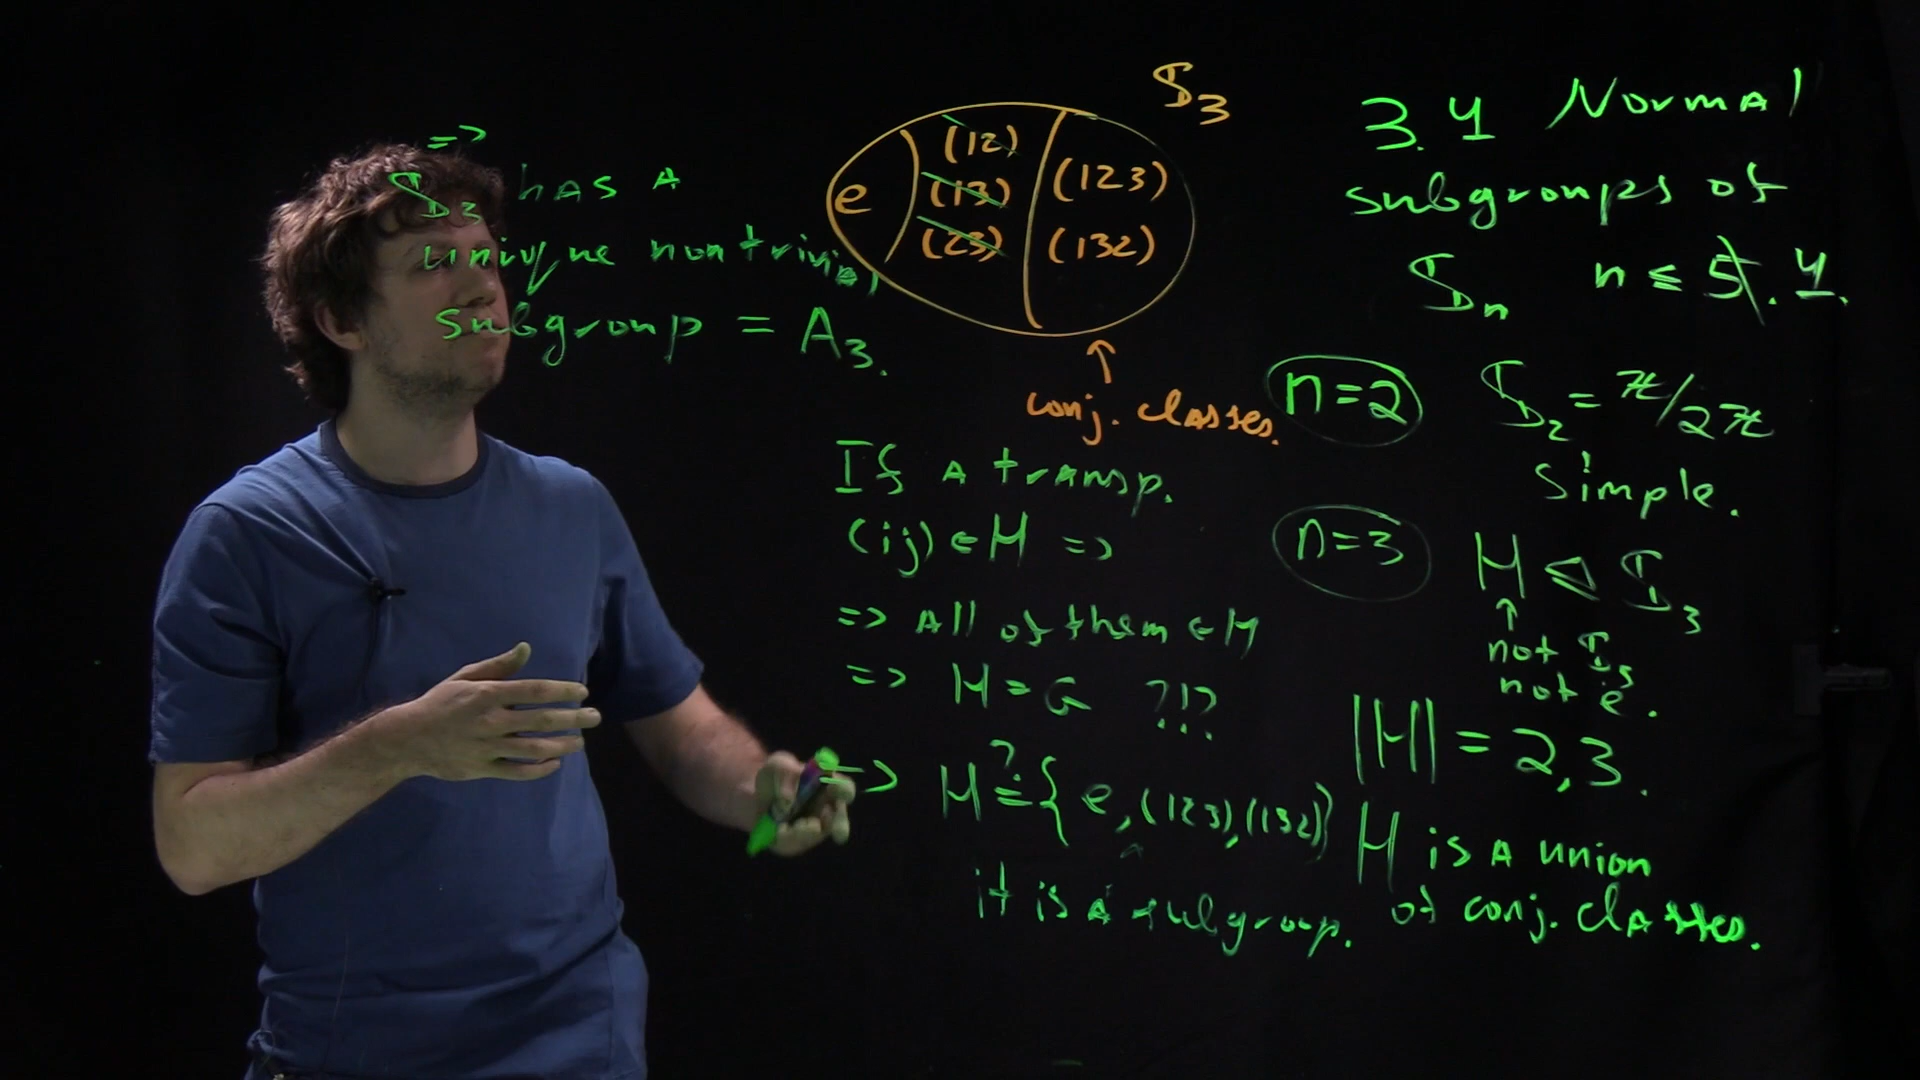 3.4 Normal
subgroups of
𝕊n n ≤ 5. 4.
n=2 𝕊2 = ℤ/2ℤ
simple.
n=3 H ⊲ 𝕊3
↑
not 𝕊3
not e.
|H| = 2,3.
H is a union
of conj. classes.
𝕊3
e
(12)
(13)
(23)
(123)
(132)
↑
conj. classes.
If a transp.
(ij) ∈ H =>
=> All of them ∈ H
=> H = G ?!?
=> H ?= { e, (123), (132)}
it is a subgroup.
=>
𝕊3 has a
unique nontrivial
subgroup = A3.